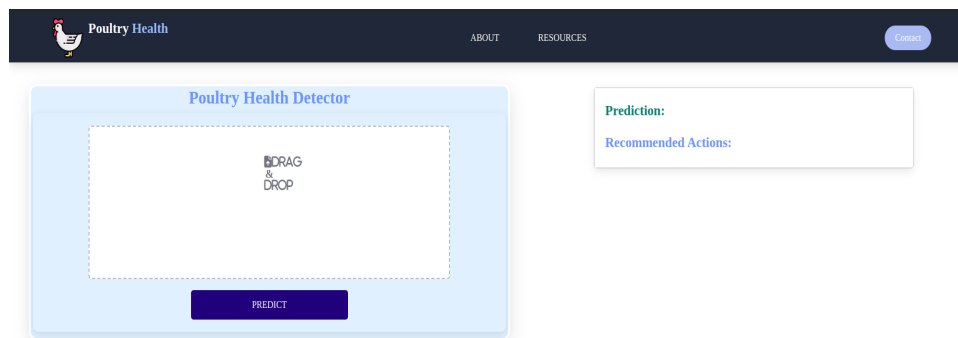 Poultry Health
ABOUT
RESOURCES
Contact
Poultry Health Detector
DRAG
&
DROP
PREDICT
Prediction:
Recommended Actions: